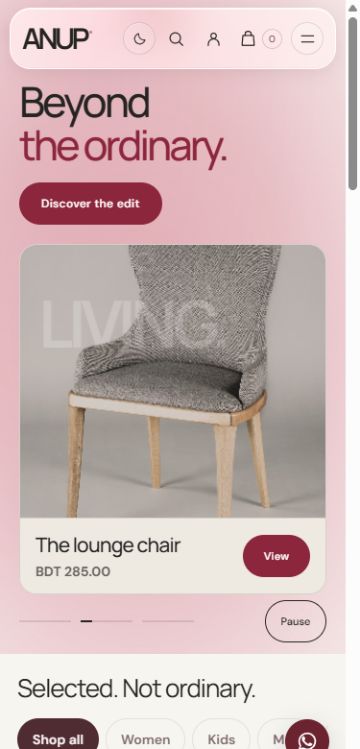 ANUP
0
Beyond
the ordinary.
Discover the edit
LIVING.
The lounge chair
BDT 285.00
View
Pause
Selected. Not ordinary.
Shop all
Women
Kids